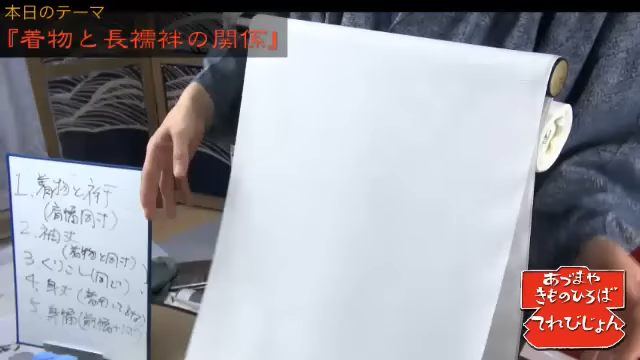 本日のテーマ
『着物と長襦袢の関係』
1. 着物と裄
(肩幅同寸)
2. 袖丈
(着物と同寸)
3 くりこし(同じ)
4. 身丈(着
5 身幅(前幅
あづまや
きものひろば
てれびじょん